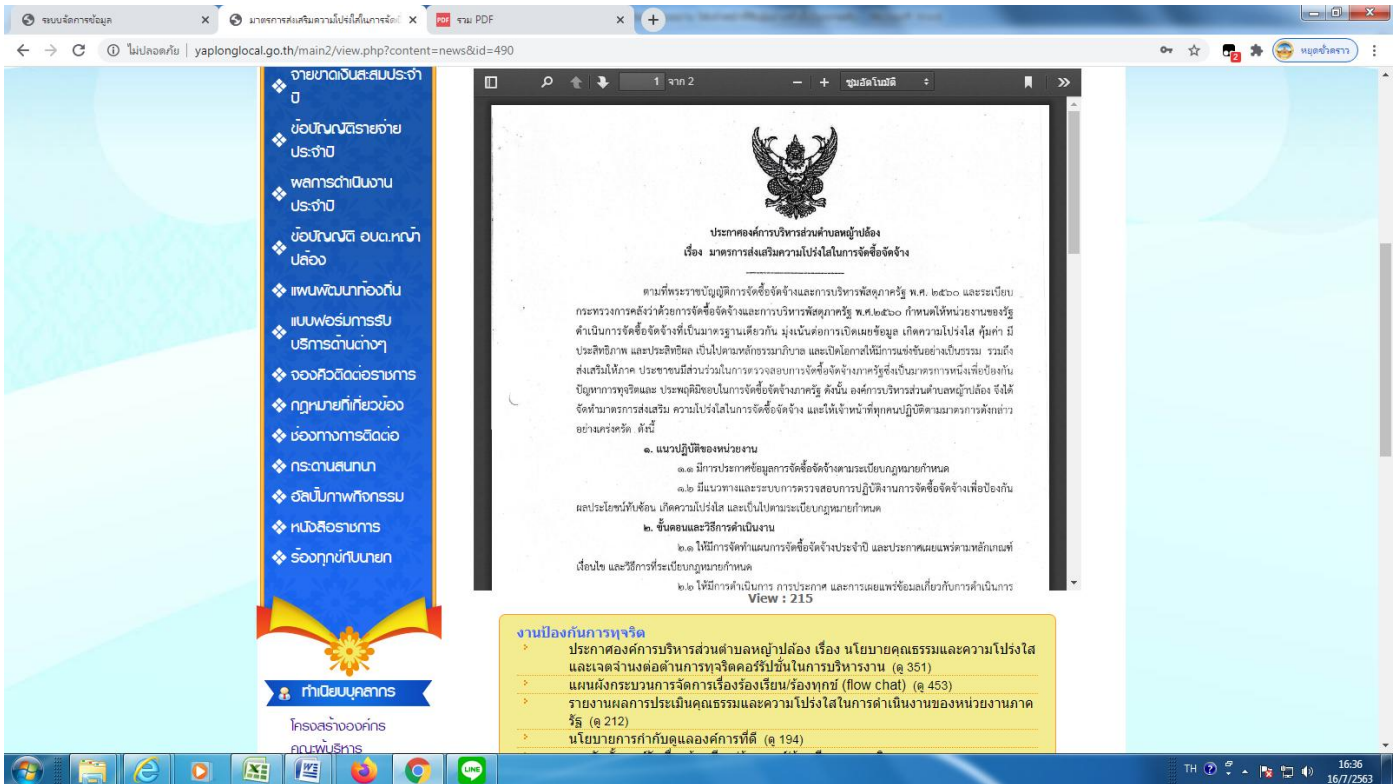 ระบบจัดการข้อมูล
มาตรการส่งเสริมความโปร่งใสในการจัด
PDF รวม PDF
ไม่ปลอดภัย | yaplonglocal.go.th/main2/view.php?content=news&id=490
2
หยุดชั่วคราว
จ่ายขาดเงินสะสมประจำ
ปี
ข้อบัญญัติรายจ่าย
ประจำปี
ผลการดำเนินงาน
ประจำปี
ข้อบัญญัติ อบต.หญ้า
ปล้อง
แผนพัฒนาท้องถิ่น
แบบฟอร์มการรับ
บริการด้านต่างๆ
จองคิวติดต่อราชการ
กฎหมายที่เกี่ยวข้อง
ช่องทางการติดต่อ
กระดานสนทนา
อัลบั้มภาพกิจกรรม
หนังสือราชการ
ร้องทุกข์กับนายก
ทำเนียบบุคลากร
โครงสร้างองค์กร
คณะผู้บริหาร
1 จาก 2
ซูมอัตโนมัติ
ประกาศองค์การบริหารส่วนตำบลหญ้าปล้อง
เรื่อง มาตรการส่งเสริมความโปร่งใสในการจัดซื้อจัดจ้าง
ตามที่พระราชบัญญัติการจัดซื้อจัดจ้างและการบริหารพัสดุภาครัฐ พ.ศ. ๒๕๖๐ และระเบียบ
กระทรวงการคลังว่าด้วยการจัดซื้อจัดจ้างและการบริหารพัสดุภาครัฐ พ.ศ.๒๕๖๐ กำหนดให้หน่วยงานของรัฐ
ดำเนินการจัดซื้อจัดจ้างที่เป็นมาตรฐานเดียวกัน มุ่งเน้นต่อการเปิดเผยข้อมูล เกิดความโปร่งใส คุ้มค่า มี
ประสิทธิภาพ และประสิทธิผล เป็นไปตามหลักธรรมาภิบาล และเปิดโอกาสให้มีการแข่งขันอย่างเป็นธรรม รวมถึง
ส่งเสริมให้ภาค ประชาชนมีส่วนร่วมในการตรวจสอบการจัดซื้อจัดจ้างภาครัฐซึ่งเป็นมาตรการหนึ่งเพื่อป้องกัน
ปัญหาการทุจริตและ ประพฤติมิชอบในการจัดซื้อจัดจ้างภาครัฐ ดังนั้น องค์การบริหารส่วนตำบลหญ้าปล้อง จึงได้
จัดทำมาตรการส่งเสริม ความโปร่งใสในการจัดซื้อจัดจ้าง และให้เจ้าหน้าที่ทุกคนปฏิบัติตามมาตรการดังกล่าว
อย่างเคร่งครัด ดังนี้
๑. แนวปฏิบัติของหน่วยงาน
๑.๑ มีการประกาศข้อมูลการจัดซื้อจัดจ้างตามระเบียบกฎหมายกำหนด
๑.๒ มีแนวทางและระบบการตรวจสอบการปฏิบัติงานการจัดซื้อจัดจ้างเพื่อป้องกัน
ผลประโยชน์ทับซ้อน เกิดความโปร่งใส และเป็นไปตามระเบียบกฎหมายกำหนด
๒. ขั้นตอนและวิธีการดำเนินงาน
๒.๑ ให้มีการจัดทำแผนการจัดซื้อจัดจ้างประจำปี และประกาศเผยแพร่ตามหลักเกณฑ์
เงื่อนไข และวิธีการที่ระเบียบกฎหมายกำหนด
๒.๒ ให้มีการดำเนินการ การประกาศ และการเผยแพร่ข้อมูลเกี่ยวกับการดำเนินการ
View : 215
งานป้องกันการทุจริต
ประกาศองค์การบริหารส่วนตำบลหญ้าปล้อง เรื่อง นโยบายคุณธรรมและความโปร่งใส
และเจตจำนงต่อต้านการทุจริตคอร์รัปชั่นในการบริหารงาน (ดู 351)
แผนผังกระบวนการจัดการเรื่องร้องเรียน/ร้องทุกข์ (flow chat) (ดู 453)
รายงานผลการประเมินคุณธรรมและความโปร่งใสในการดำเนินงานของหน่วยงานภาค
รัฐ (ดู 212)
นโยบายการกำกับดูแลองค์การที่ดี (ดู 194)
LINE
TH
16:36
16/7/2563